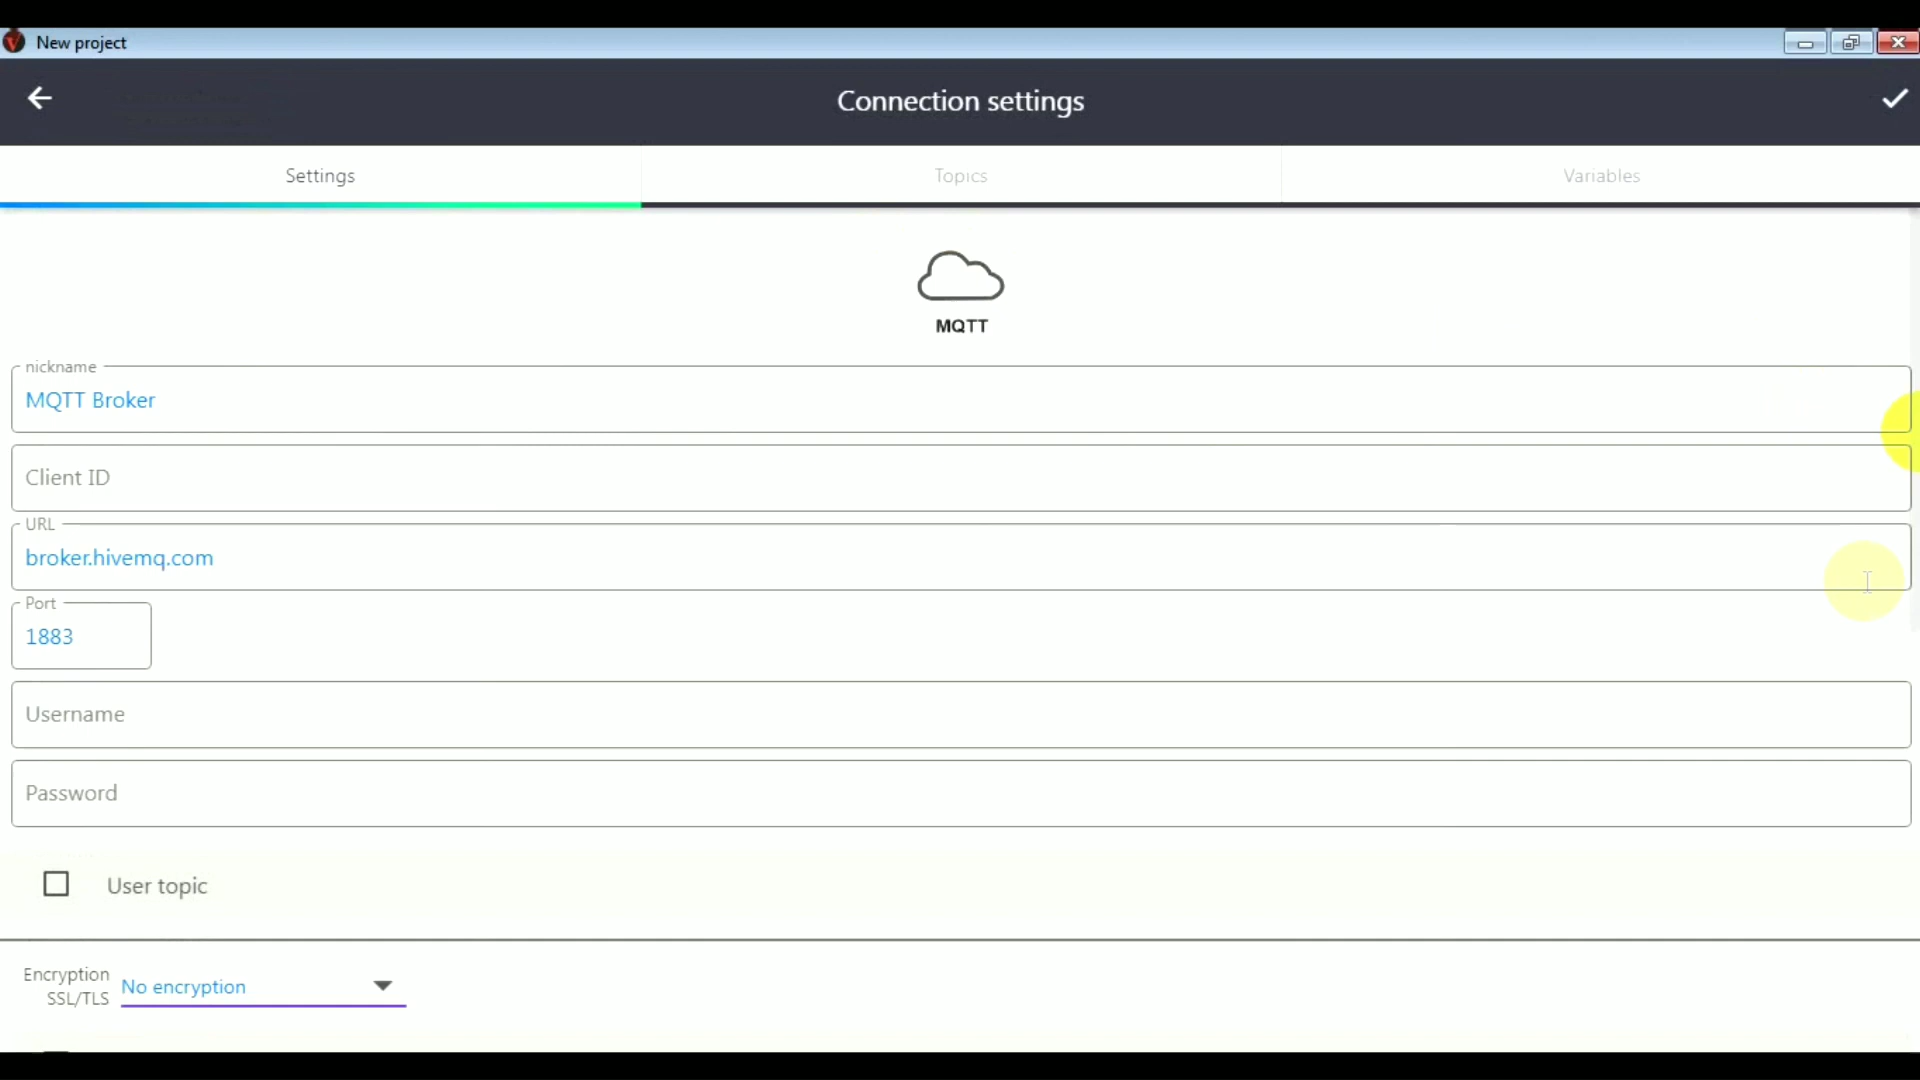 New project
Connection settings
Settings
Topics
Variables
MQTT
nickname
MQTT Broker
Client ID
URL
broker.hivemq.com
Port
1883
Username
Password
User topic
Encryption
SSL/TLS
No encryption